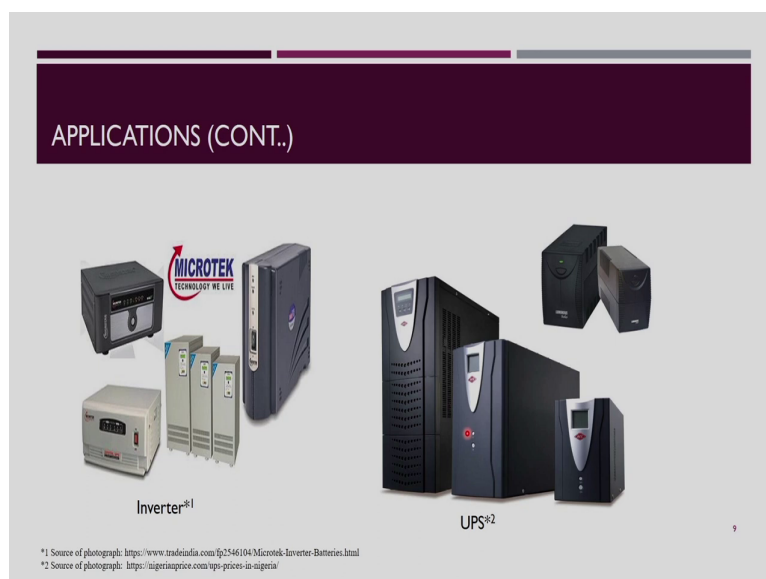 APPLICATIONS (CONT..)
MICROTEK
TECHNOLOGY WE LIVE
Inverter*1
UPS*2
9
*1 Source of photograph: https://www.tradeindia.com/fp2546104/Microtek-Inverter-Batteries.html
*2 Source of photograph: https://nigerianprice.com/ups-prices-in-nigeria/